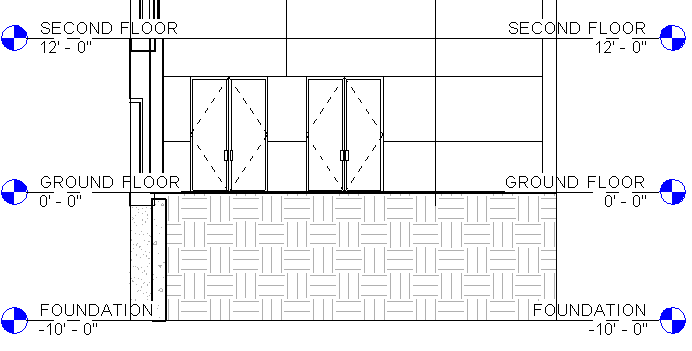 SECOND FLOOR SECOND FLOOR
12' - 0" 12' - 0"
GROUND FLOOR GROUND FLOOR
0' - 0" 0' - 0"
FOUNDATION FOUNDATION
-10' - 0" -10' - 0"